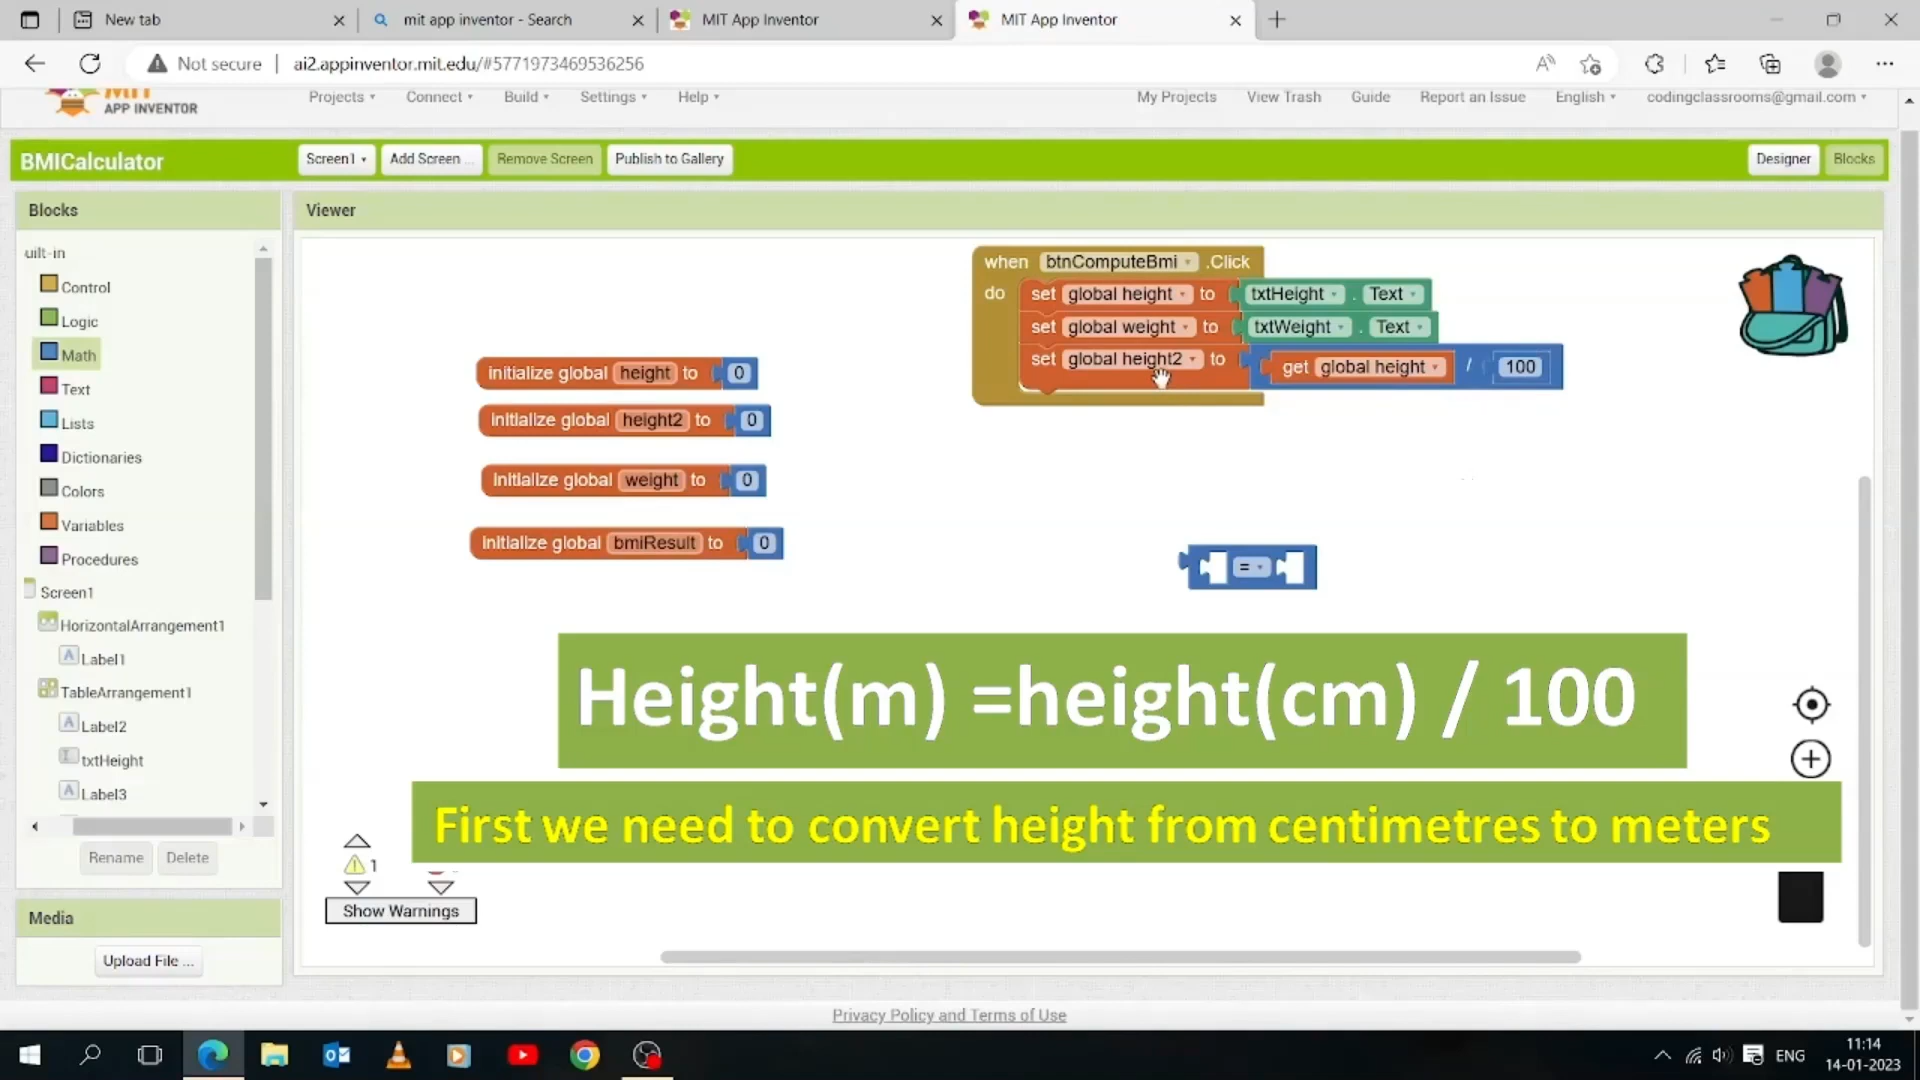 New tab
mit app inventor - Search
MIT App Inventor
MIT App Inventor
Not secure
ai2.appinventor.mit.edu/#5771973469536256
APP INVENTOR
Projects Connect Build Settings Help
My Projects View Trash Guide Report an Issue English codingclassrooms@gmail.com
BMICalculator
Screen1 Add Screen ... Remove Screen Publish to Gallery
Designer Blocks
Blocks
Viewer
uilt-in
Control
Logic
Math
Text
Lists
Dictionaries
Colors
Variables
Procedures
Screen1
HorizontalArrangement1
Label1
TableArrangement1
Label2
txtHeight
Label3
Rename Delete
Media
Upload File ...
initialize global height to 0
initialize global height2 to 0
initialize global weight to 0
initialize global bmiResult to 0
when btnComputeBmi .Click
do set global height to txtHeight . Text
set global weight to txtWeight . Text
set global height2 to get global height / 100
=
Height(m) =height(cm) / 100
First we need to convert height from centimetres to meters
1
Show Warnings
Privacy Policy and Terms of Use
ENG
11:14
14-01-2023